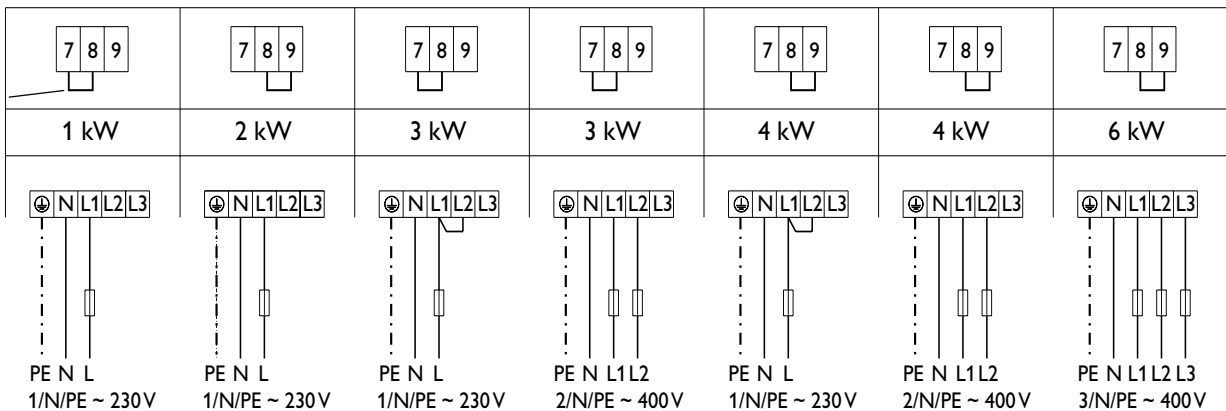 7 8 9 7 8 9 7 8 9 7 8 9 7 8 9 7 8 9 7 8 9
1 kW 2 kW 3 kW 3 kW 4 kW 4 kW 6 kW
N L1 L2 L3 N L1 L2 L3 N L1 L2 L3 N L1 L2 L3 N L1 L2 L3 N L1 L2 L3 N L1 L2 L3
PE N L PE N L PE N L PE N L1 L2 PE N L PE N L1 L2 PE N L1 L2 L3
1/N/PE ~ 230 V 1/N/PE ~ 230 V 1/N/PE ~ 230 V 2/N/PE ~ 400 V 1/N/PE ~ 230 V 2/N/PE ~ 400 V 3/N/PE ~ 400 V